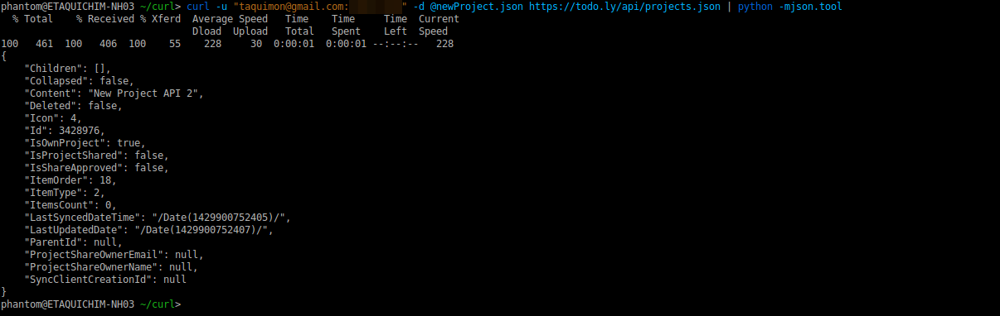 phantom@ETAQUICHIM-NH03 ~/curl> curl -u "taquimon@gmail.com: " -d @newProject.json https://todo.ly/api/projects.json | python -mjson.tool
  % Total    % Received % Xferd  Average Speed   Time    Time     Time  Current
                                 Dload  Upload   Total   Spent    Left  Speed
100   461  100   406  100    55    228     30  0:00:01  0:00:01 --:--:--   228
{
    "Children": [],
    "Collapsed": false,
    "Content": "New Project API 2",
    "Deleted": false,
    "Icon": 4,
    "Id": 3428976,
    "IsOwnProject": true,
    "IsProjectShared": false,
    "IsShareApproved": false,
    "ItemOrder": 18,
    "ItemType": 2,
    "ItemsCount": 0,
    "LastSyncedDateTime": "/Date(1429900752405)/",
    "LastUpdatedDate": "/Date(1429900752407)/",
    "ParentId": null,
    "ProjectShareOwnerEmail": null,
    "ProjectShareOwnerName": null,
    "SyncClientCreationId": null
}
phantom@ETAQUICHIM-NH03 ~/curl>